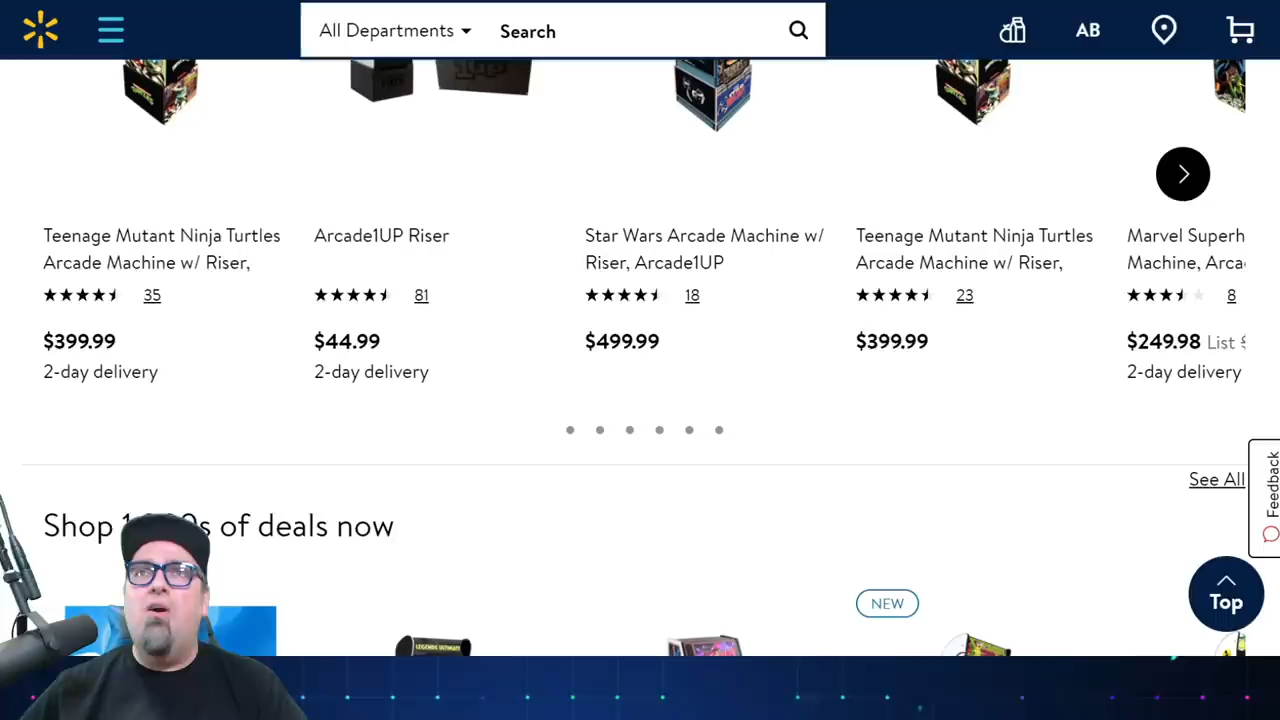 All Departments Search AB
Teenage Mutant Ninja Turtles
Arcade Machine w/ Riser,
35
$399.99
2-day delivery
Arcade1UP Riser
81
$44.99
2-day delivery
Star Wars Arcade Machine w/
Riser, Arcade1UP
18
$499.99
Teenage Mutant Ninja Turtles
Arcade Machine w/ Riser,
23
$399.99
Marvel Superh
Machine, Arca
8
$249.98 List
2-day delivery
See All
Feedback
Shop of deals now
NEW
Top
LEGENDS ULTIMATE